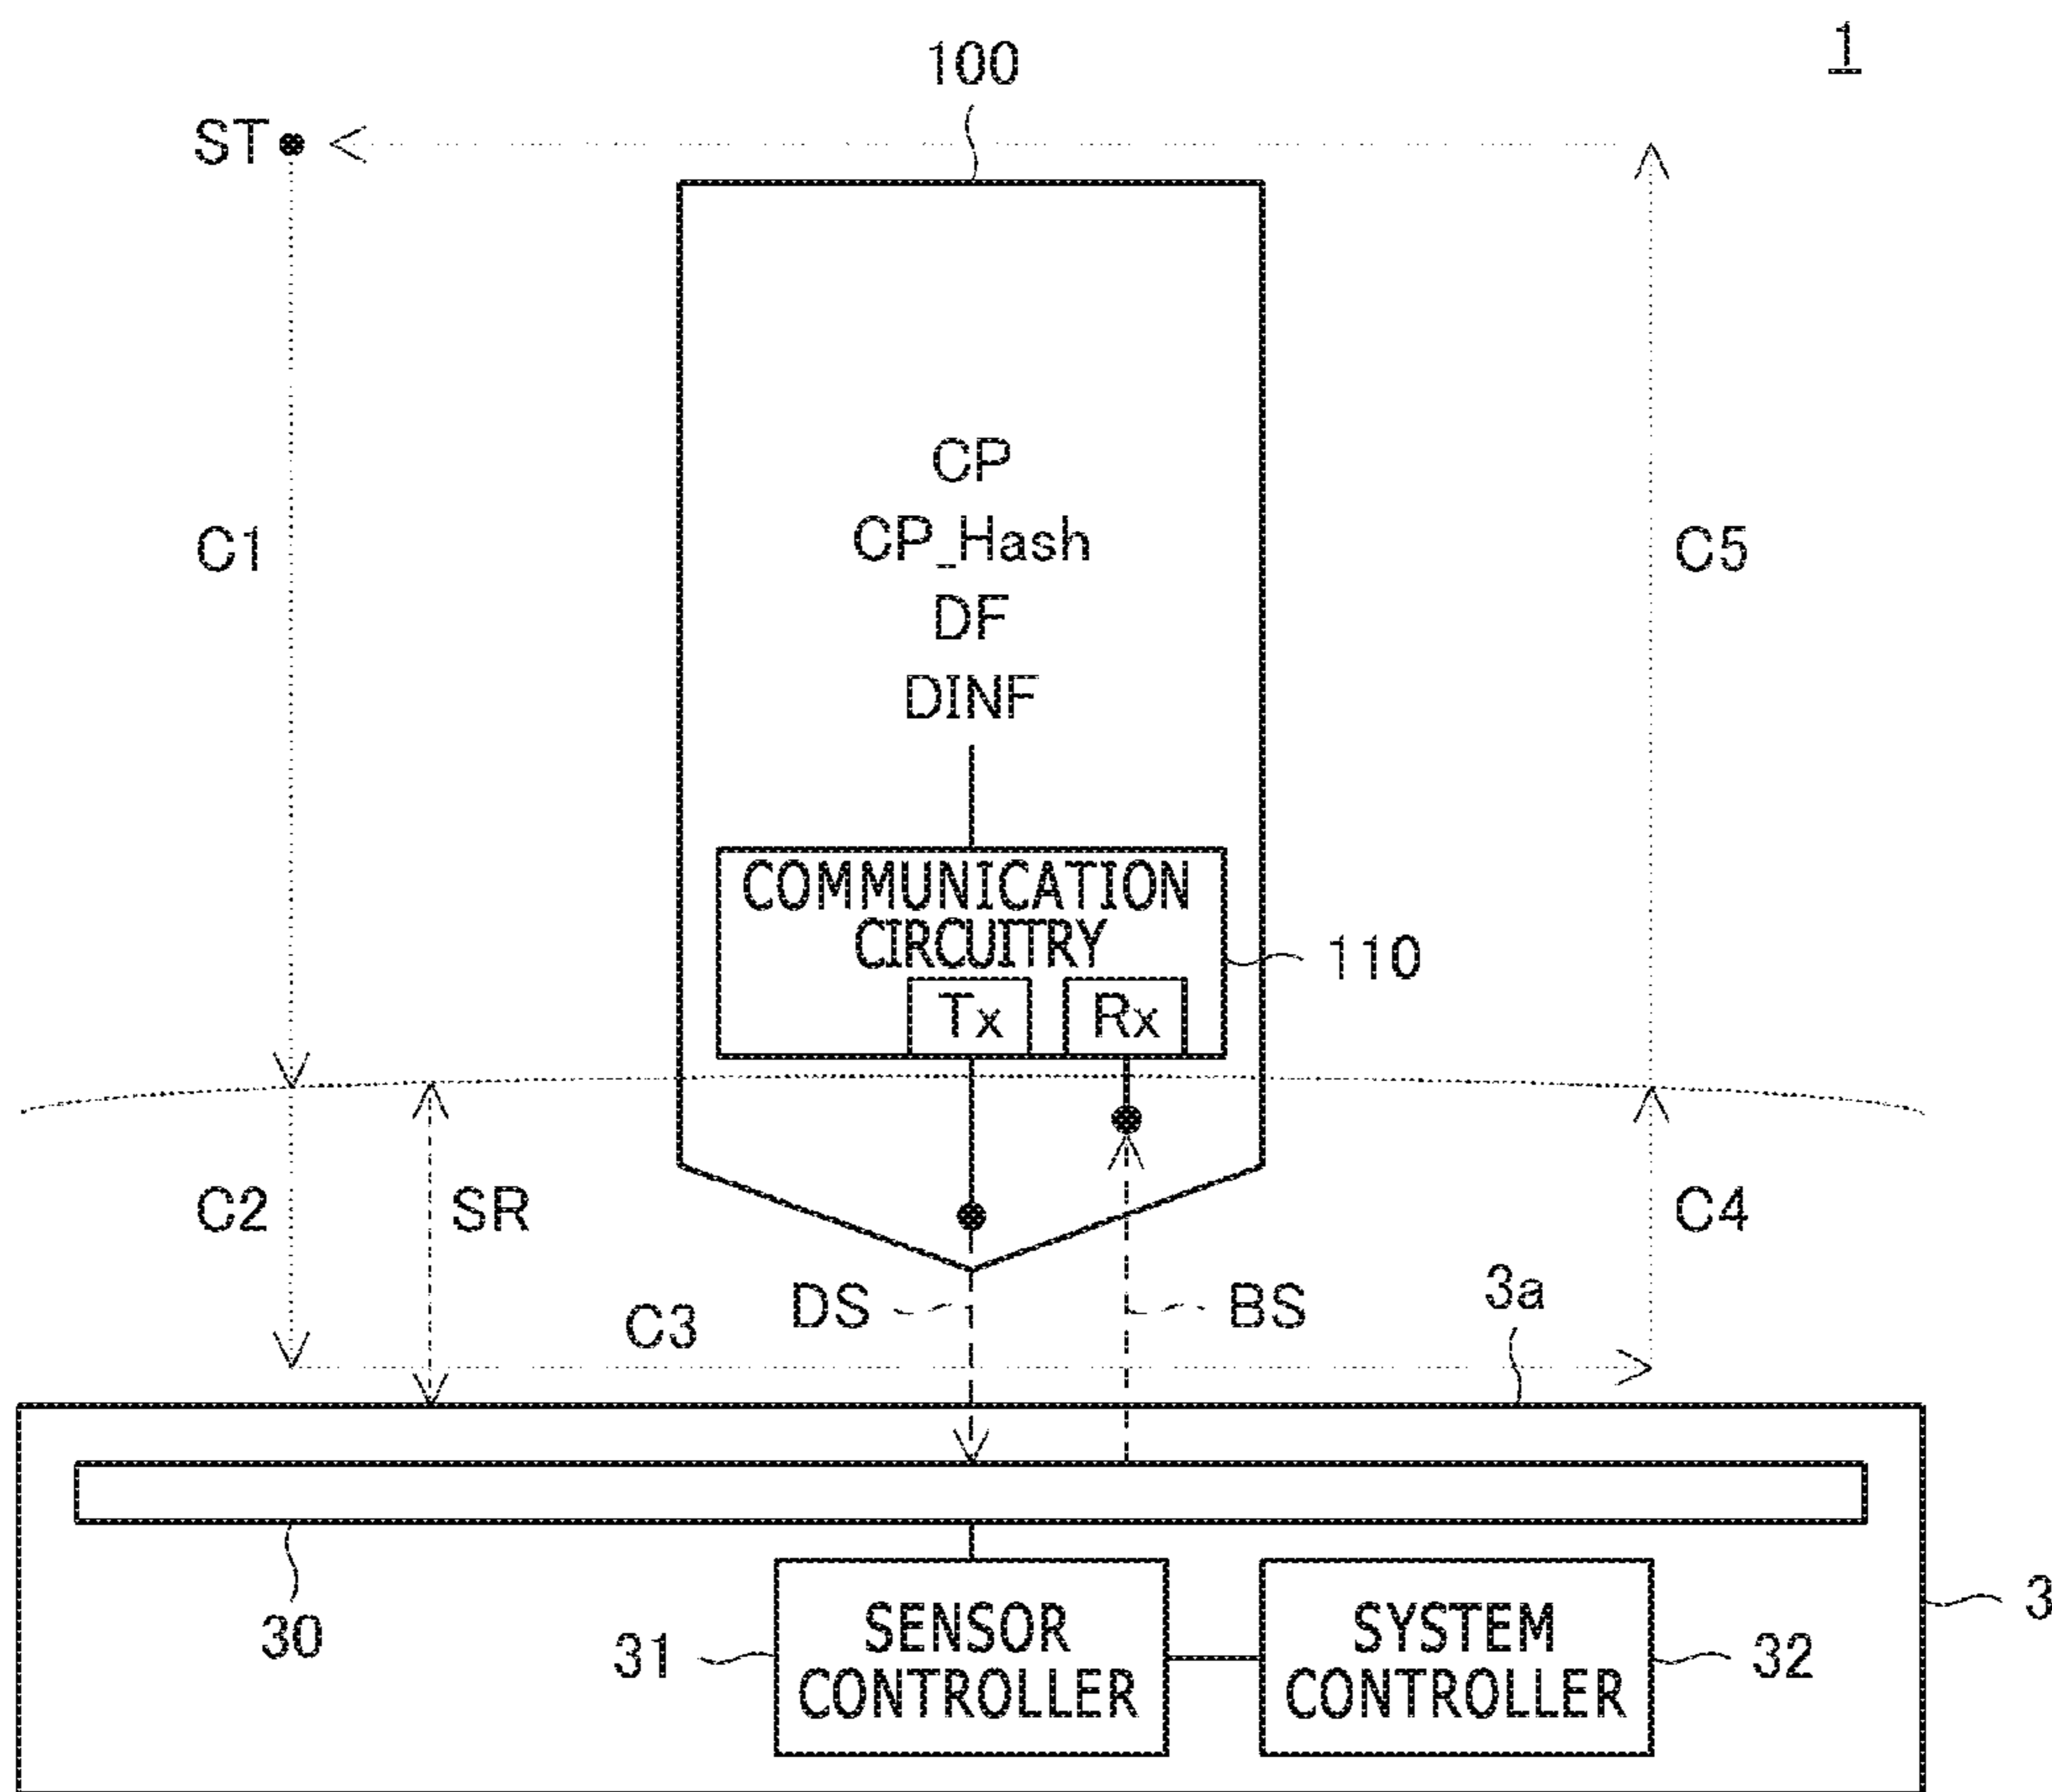 1
100
ST
CP
CP_Hash
DF
DINF
C1
C5
COMMUNICATION
CIRCUITRY
110
Tx
Rx
C2
SR
C4
DS
BS
3a
C3
30
31
SENSOR
CONTROLLER
SYSTEM
CONTROLLER
32
3